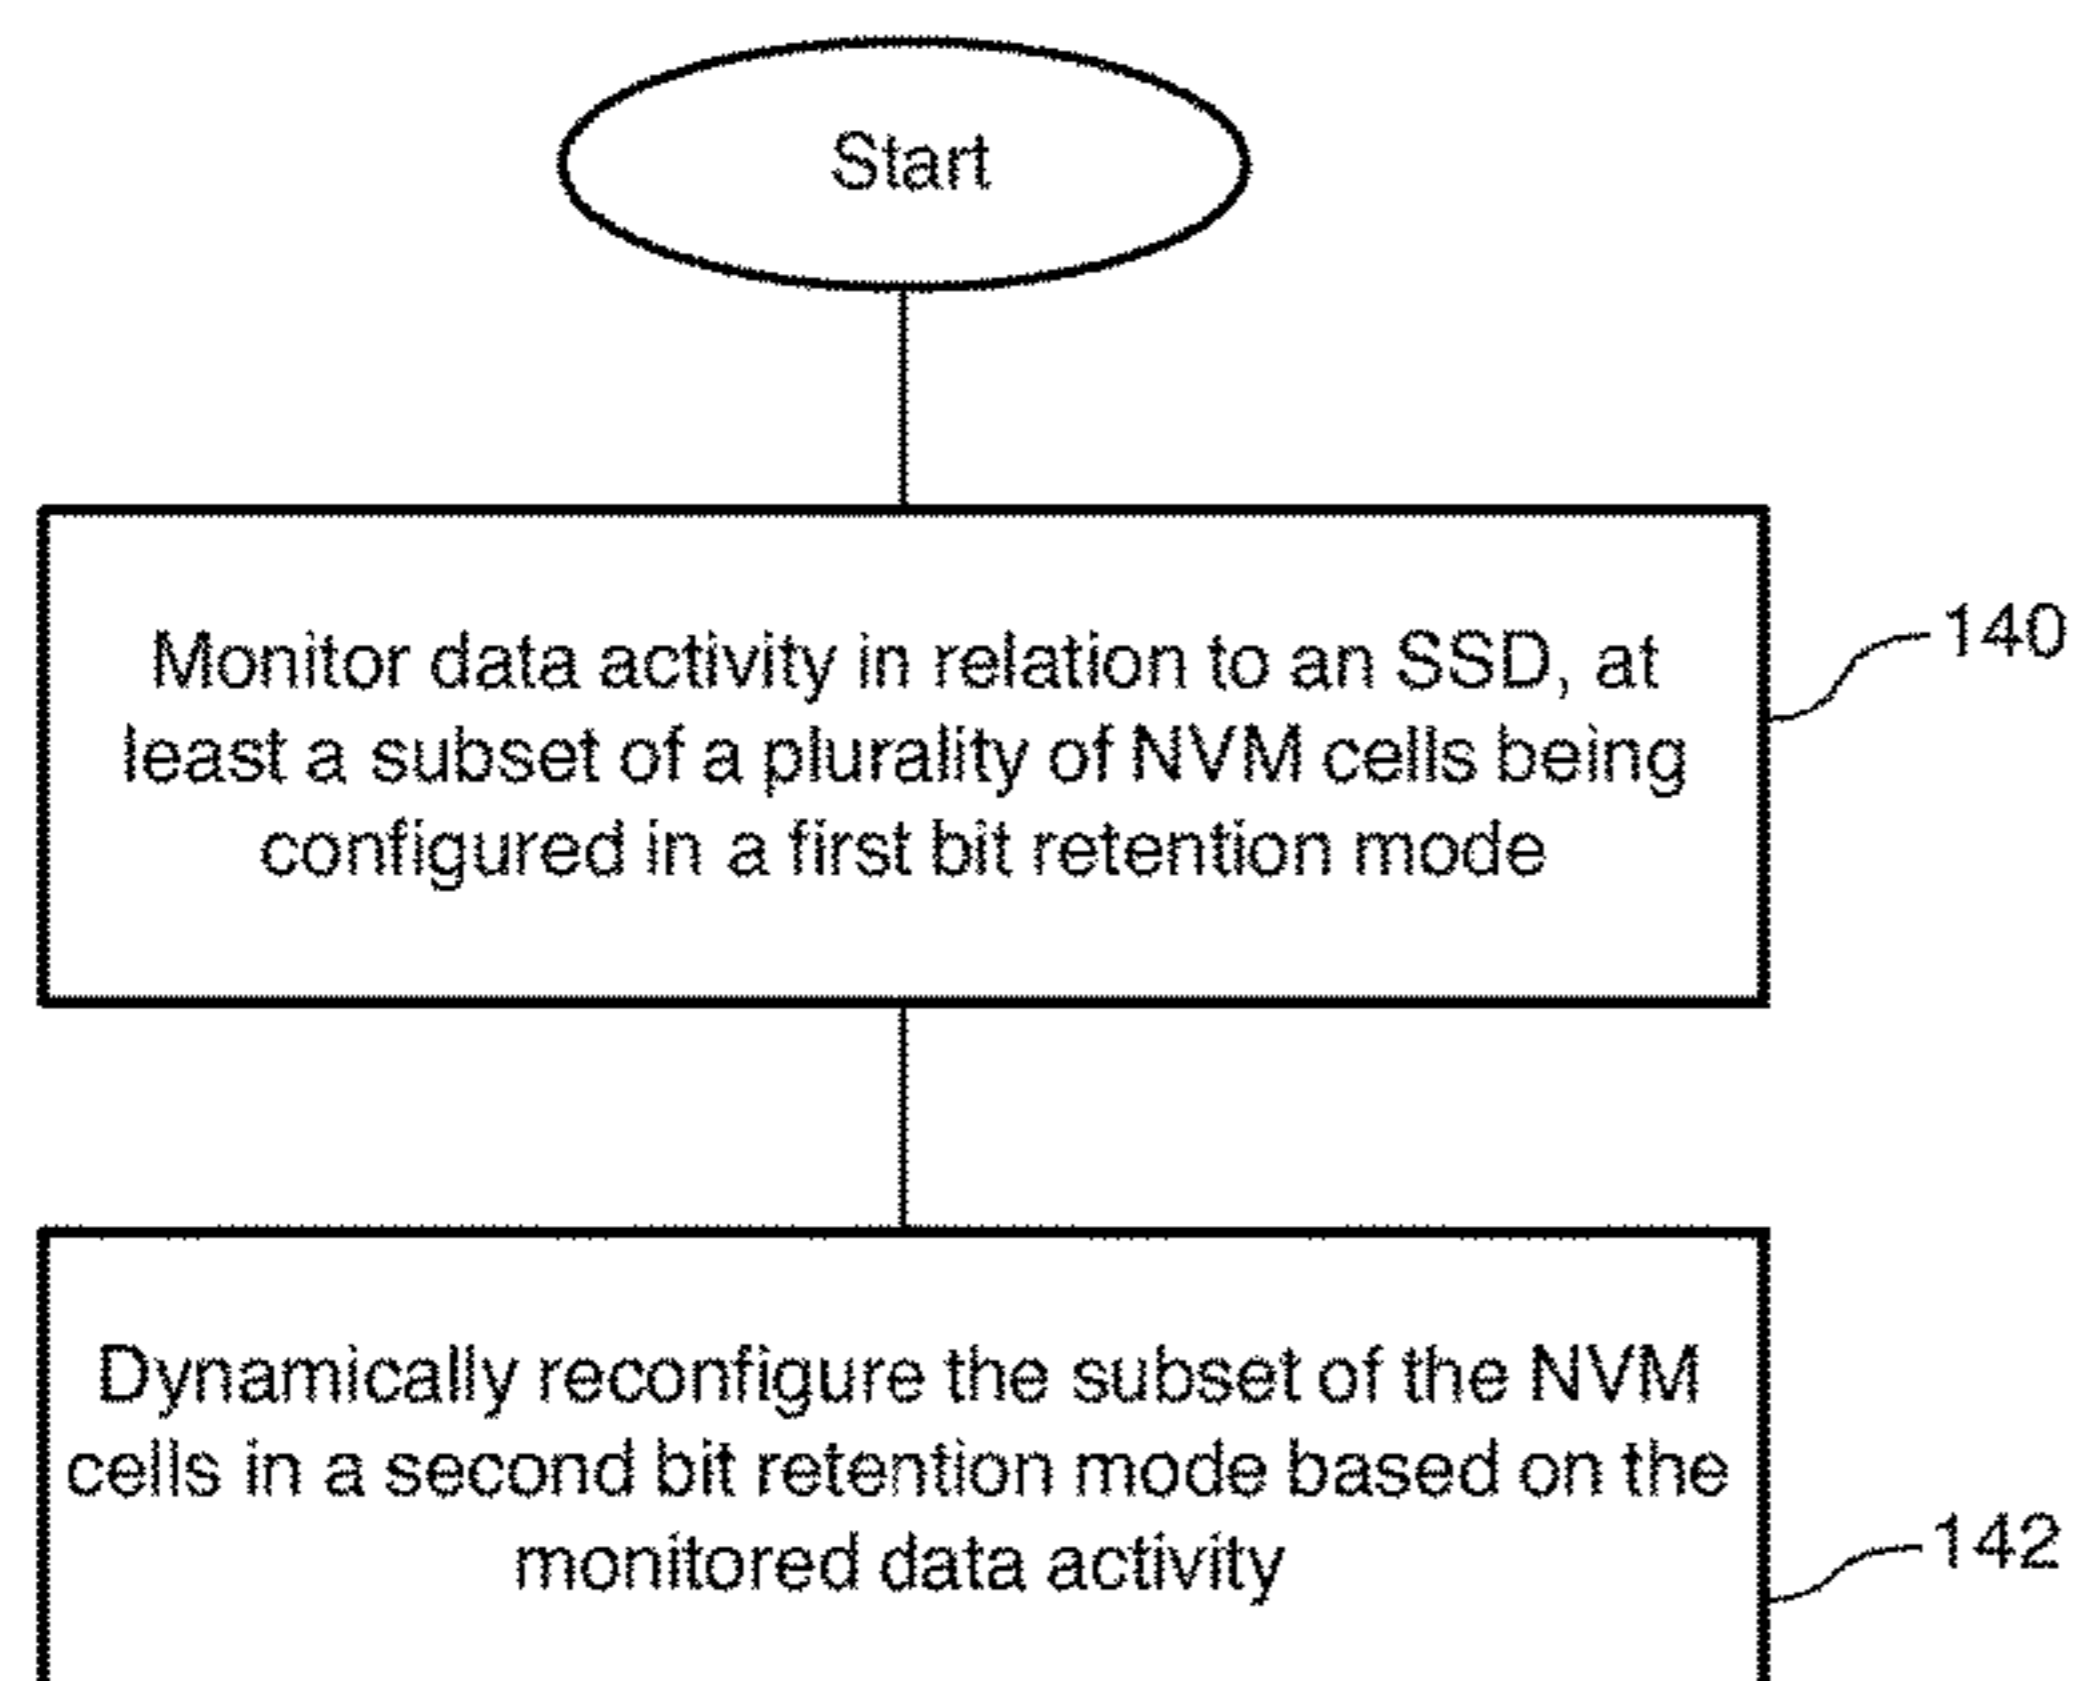 Start
Monitor data activity in relation to an SSD, at
least a subset of a plurality of NVM cells being
configured in a first bit retention mode
140
Dynamically reconfigure the subset of the NVM
cells in a second bit retention mode based on the
monitored data activity
142